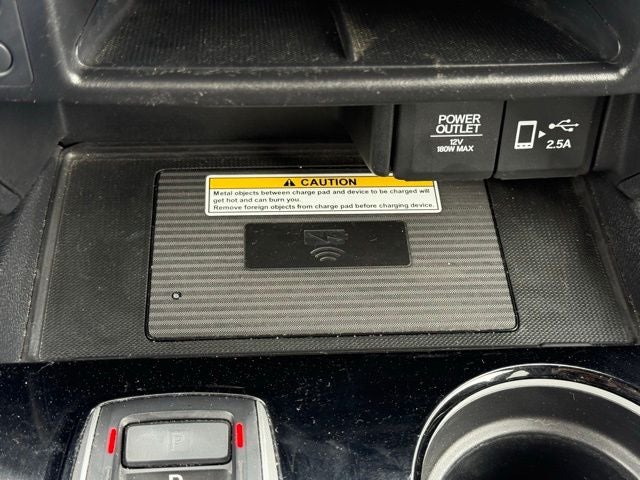 POWER
OUTLET
12V
180W MAX
2.5A
⚠ CAUTION
Metal objects between charge pad and device to be charged will
get hot and can burn you.
Remove foreign objects from charge pad before charging device.
P
P